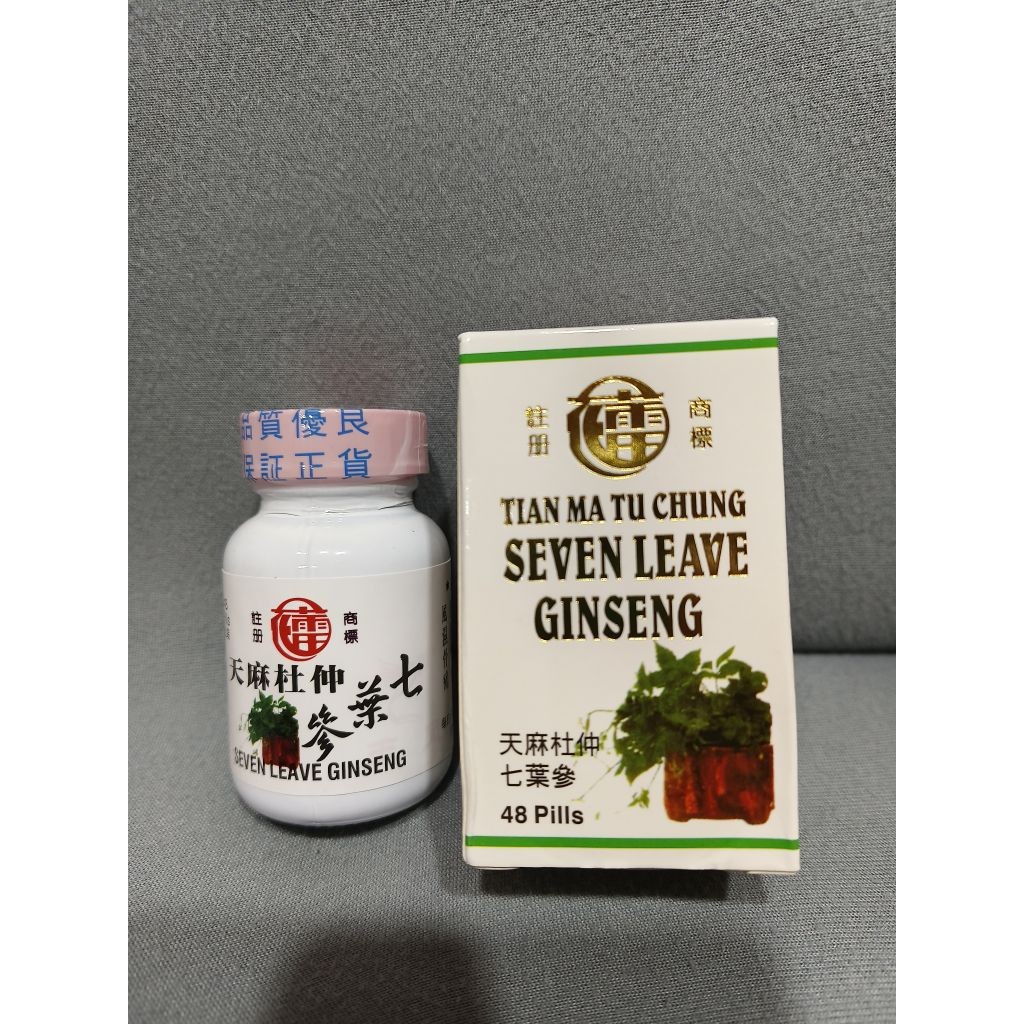 品質優良
保証正貨
註冊 商標
天麻杜仲
七葉參
SEVEN LEAVE GINSENG
註冊 商標
TIAN MA TU CHUNG
SEVEN LEAVE
GINSENG
天麻杜仲
七葉參
48 Pills